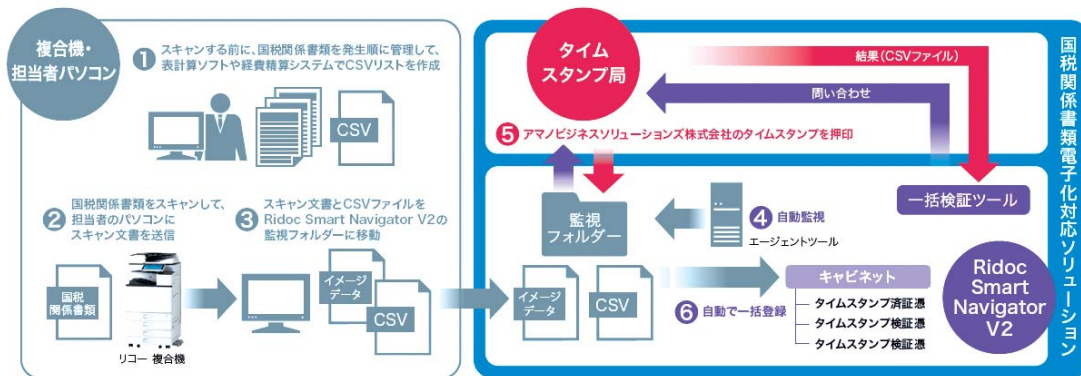 複合機・
担当者パソコン
1 スキャンする前に、国税関係書類を発生順に管理して、
表計算ソフトや経費精算システムでCSVリストを作成
CSV
2 国税関係書類をスキャンして、
担当者のパソコンに
スキャン文書を送信
国税
関係書類
リコー 複合機
3 スキャン文書とCSVファイルを
Ridoc Smart Navigator V2の
監視フォルダーに移動
イメージ
データ
CSV
タイム
スタンプ局
結果(CSVファイル)
問い合わせ
5 アマノビジネスソリューションズ株式会社のタイムスタンプを押印
一括検証ツール
監視
フォルダー
4 自動監視
エージェントツール
イメージ
データ
CSV
6 自動で一括登録
キャビネット
タイムスタンプ済証憑
タイムスタンプ検証憑
タイムスタンプ検証憑
Ridoc
Smart
Navigator
V2
国税関係書類電子化対応ソリューション